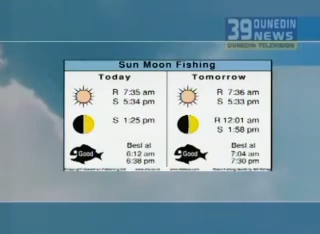 39 DUNEDIN NEWS
DUNEDIN TELEVISION
Sun Moon Fishing
Today Tomorrow
R 7:35 am R 7:36 am
S 5:34 pm S 5:33 pm
S 1:25 pm R 12:01 am
S 1:58 pm
Good Best at Good Best at
6:12 am 7:04 am
6:38 pm 7:30 pm